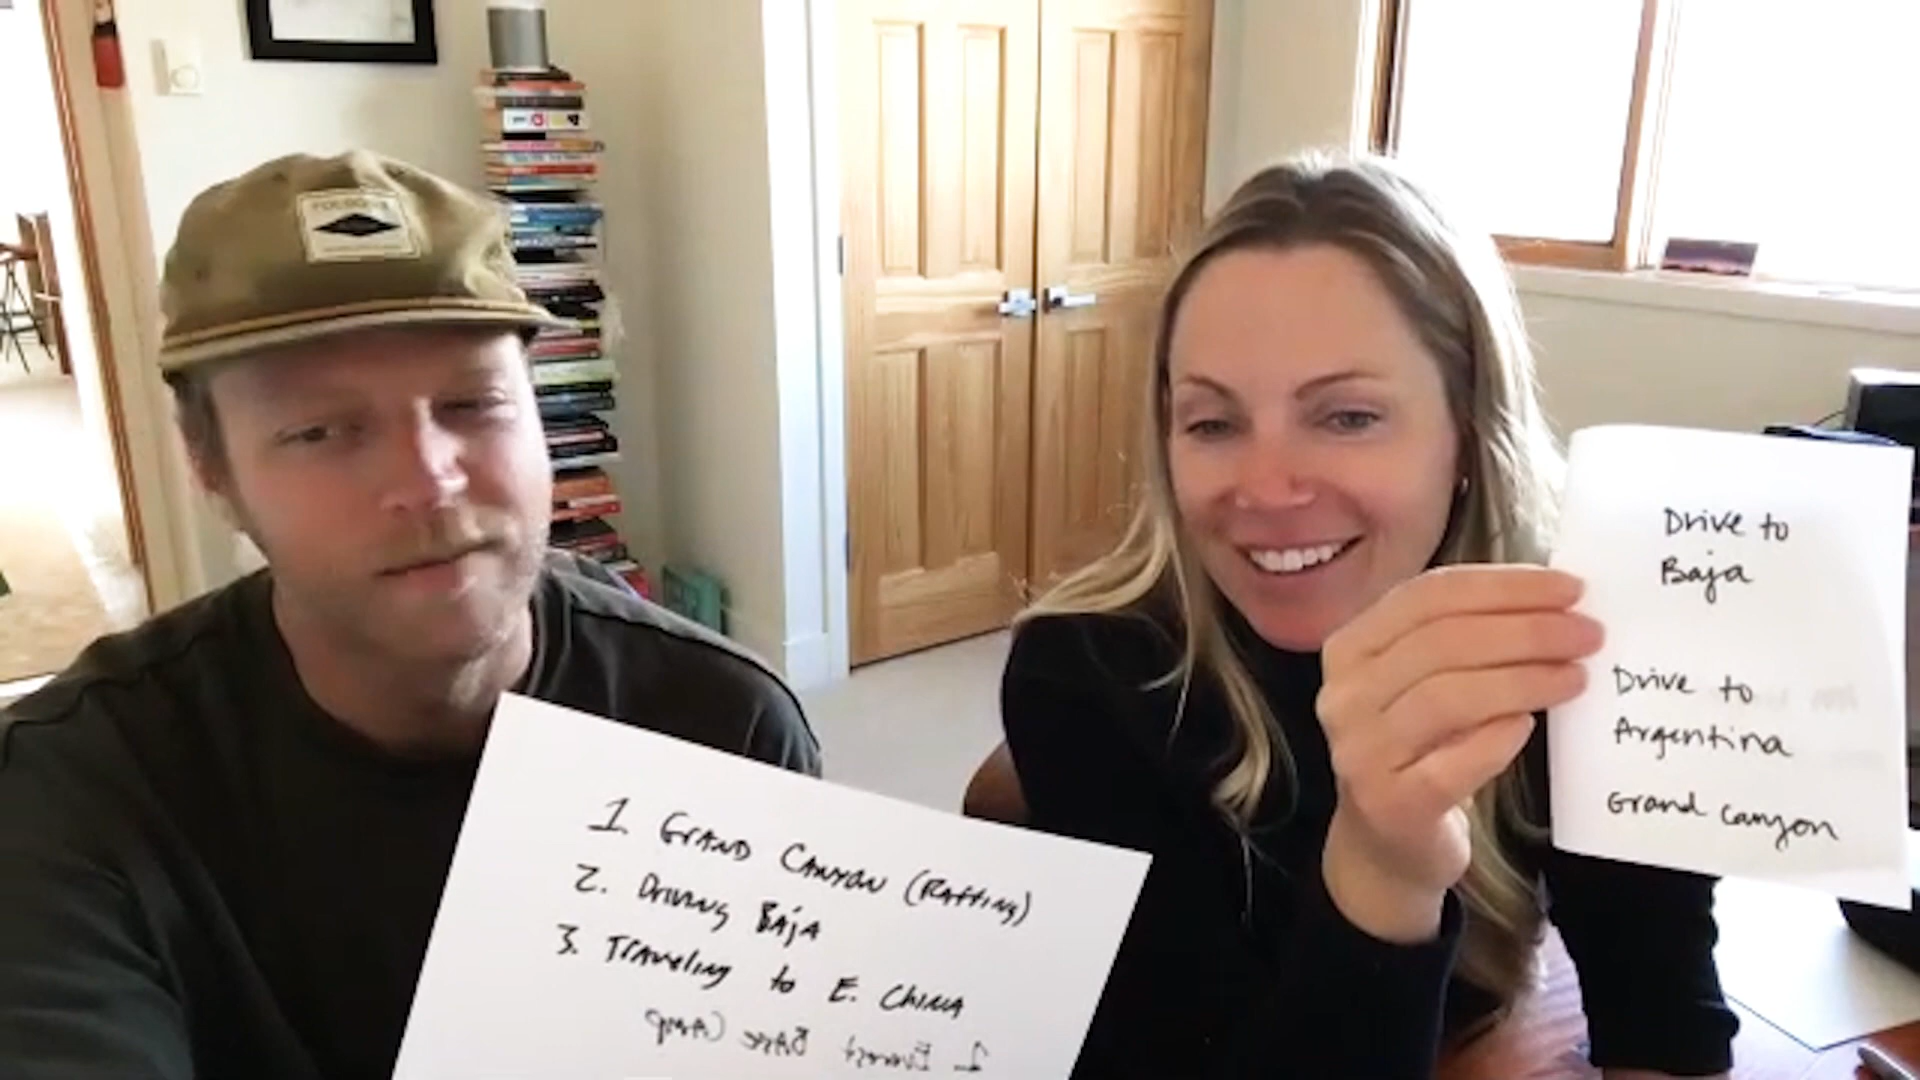 1. GRAND CANYON (RAFTING)
2. DRIVING BAJA
3. TRAVELING to E. CHINA
Drive to
Baja
Drive to
Argentina
Grand Canyon